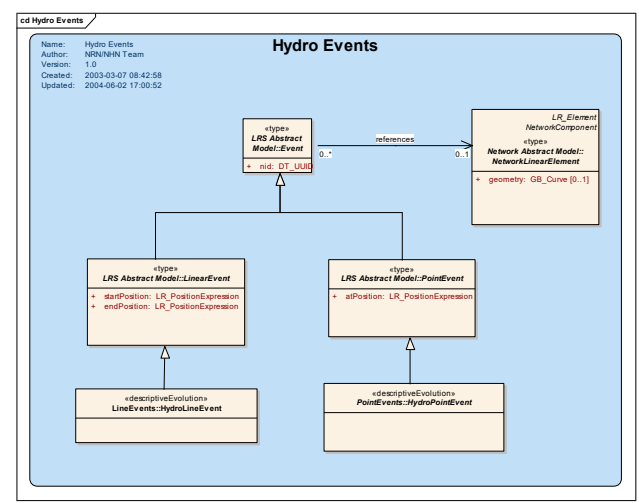 cd Hydro Events
Name: Hydro Events
Author: NRN/NHN Team
Version: 1.0
Created: 2003-03-07 08:42:58
Updated: 2004-06-02 17:00:52
Hydro Events
«type»
LRS Abstract
Model::Event
+ nid: DT_UUID
references
0..*
0..1
LR_Element
NetworkComponent
«type»
Network Abstract Model::
NetworkLinearElement
+ geometry: GB_Curve [0..1]
«type»
LRS Abstract Model::LinearEvent
+ startPosition: LR_PositionExpression
+ endPosition: LR_PositionExpression
«type»
LRS Abstract Model::PointEvent
+ atPosition: LR_PositionExpression
«descriptiveEvolution»
LineEvents::HydroLineEvent
«descriptiveEvolution»
PointEvents::HydroPointEvent